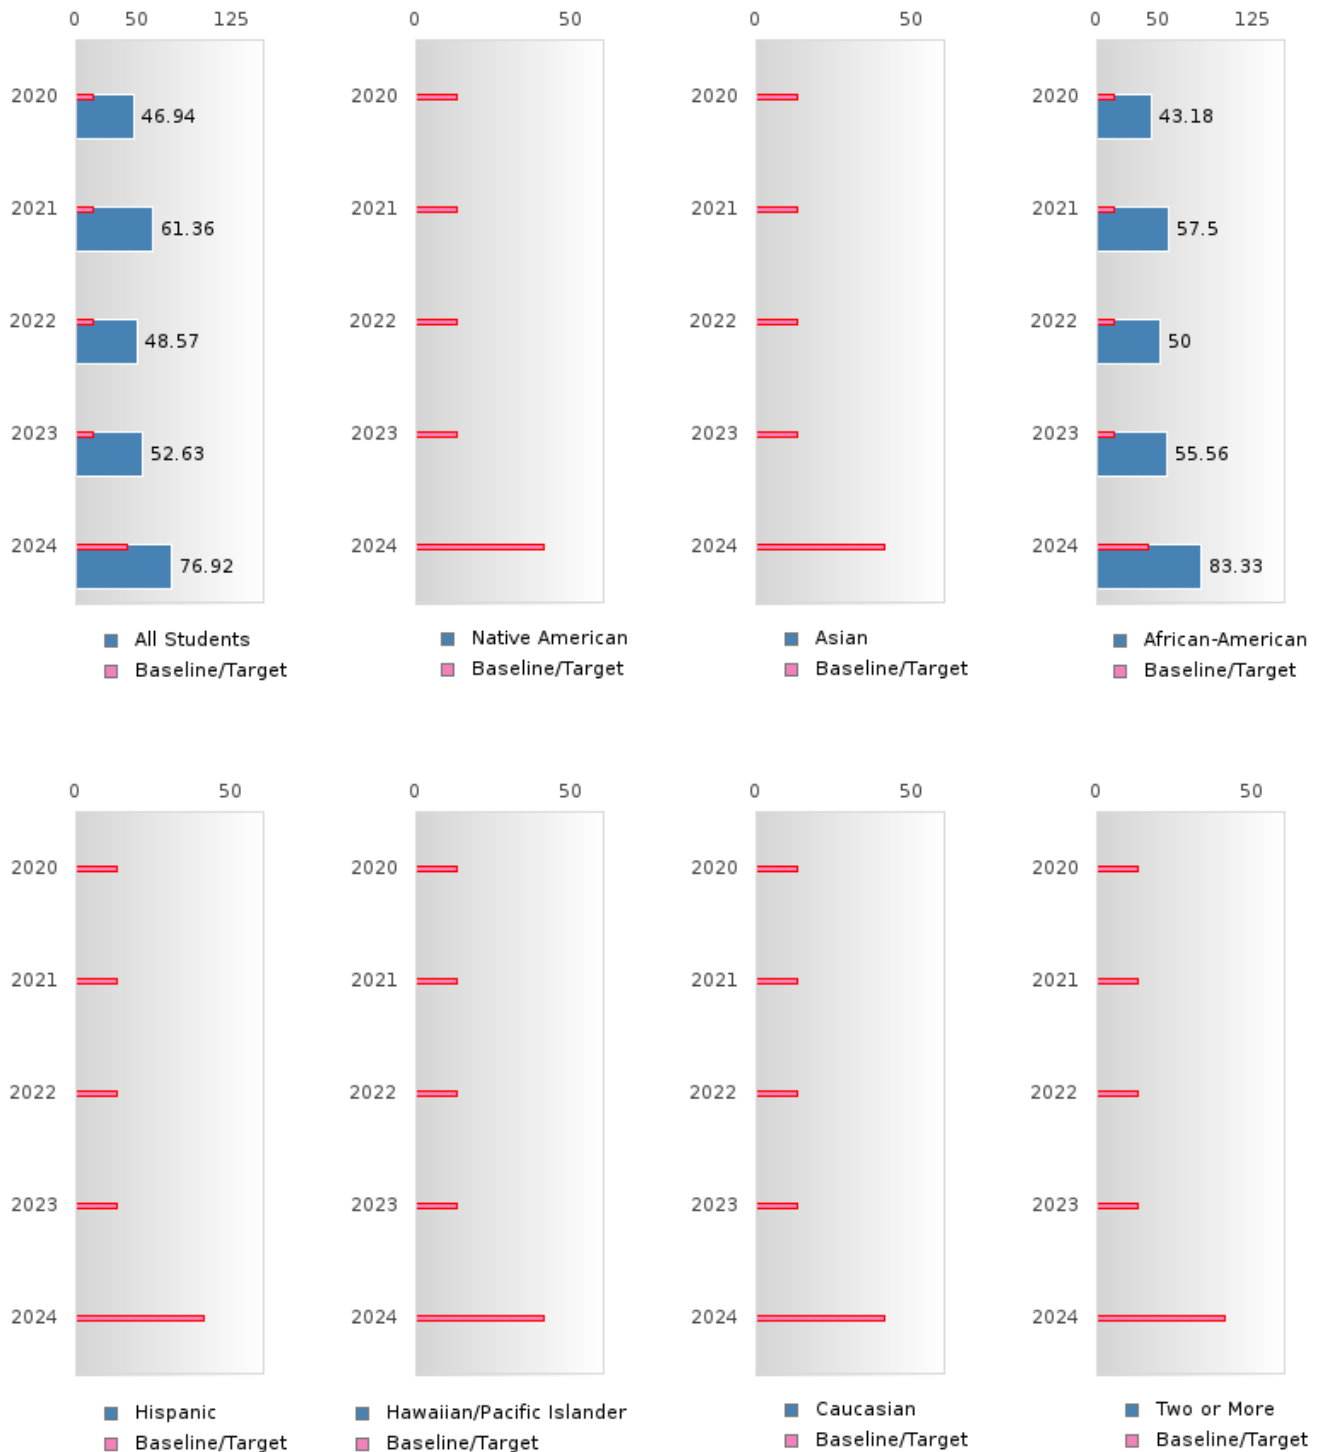 0 50 125
0 50
0 50
0 50 125
2020 46.94
2020
2020
2020 43.18
2021 61.36
2021
2021
2021 57.5
2022 48.57
2022
2022
2022 50
2023 52.63
2023
2023
2023 55.56
2024 76.92
2024
2024
2024 83.33
All Students
Baseline/Target
Native American
Baseline/Target
Asian
Baseline/Target
African-American
Baseline/Target
0 50
0 50
0 50
0 50
2020
2020
2020
2020
2021
2021
2021
2021
2022
2022
2022
2022
2023
2023
2023
2023
2024
2024
2024
2024
Hispanic
Baseline/Target
Hawaiian/Pacific Islander
Baseline/Target
Caucasian
Baseline/Target
Two or More
Baseline/Target